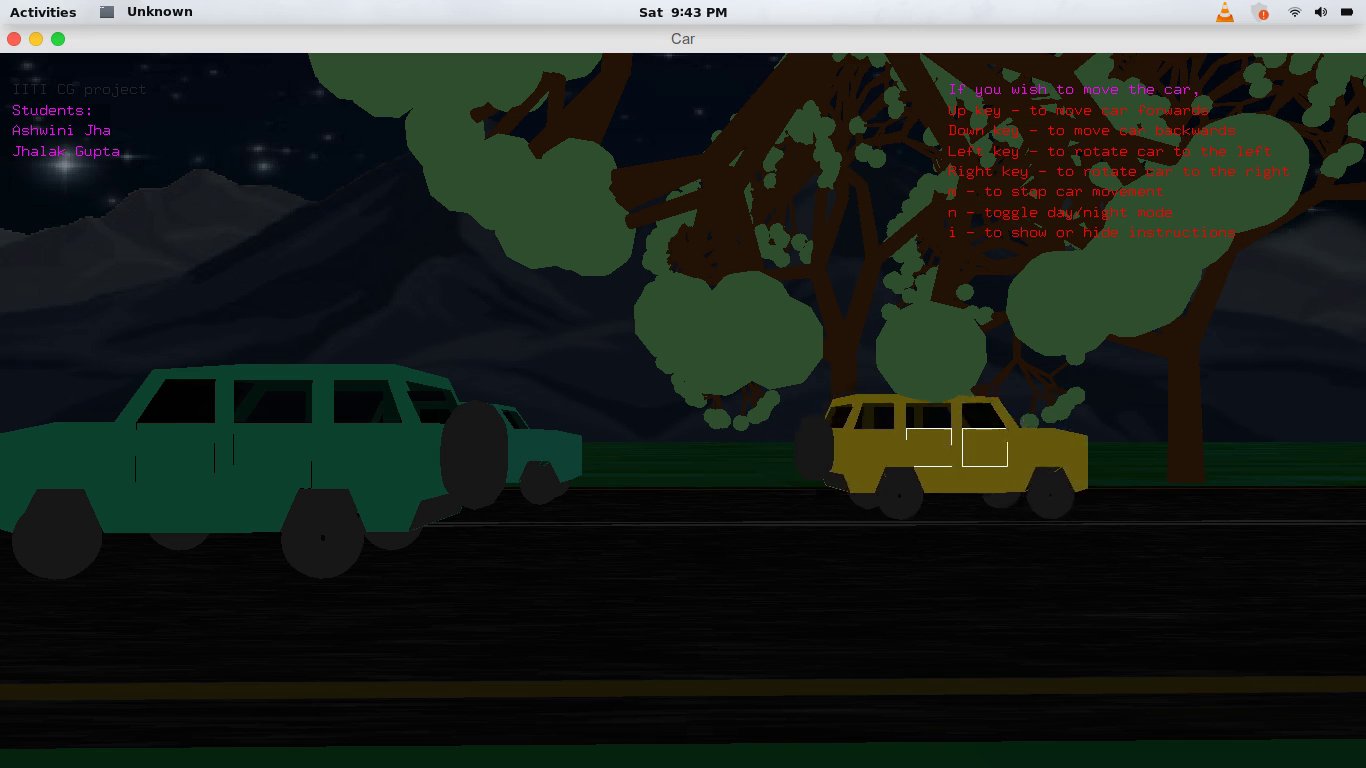 Activities Unknown Sat 9:43 PM
Car
IITI CG project
Students:
Ashwini Jha
Jhalak Gupta
If you wish to move the car,
Up key - to move car forwards
Down key - to move car backwards
Left key - to rotate car to the left
Right key - to rotate car to the right
m - to stop car movement
n - toggle day/night mode
i - to show or hide instructions